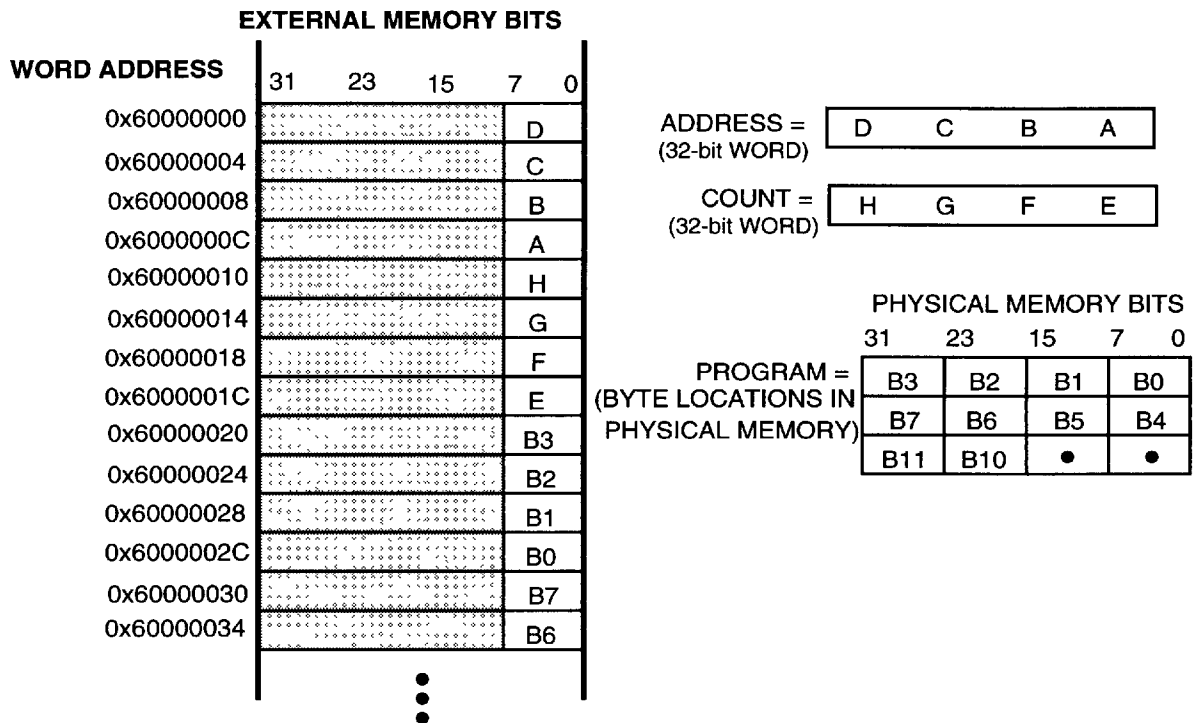 EXTERNAL MEMORY BITS
WORD ADDRESS
31 23 15 7 0
0x60000000 D
0x60000004 C
0x60000008 B
0x6000000C A
0x60000010 H
0x60000014 G
0x60000018 F
0x6000001C E
0x60000020 B3
0x60000024 B2
0x60000028 B1
0x6000002C B0
0x60000030 B7
0x60000034 B6
ADDRESS = D C B A
(32-bit WORD)
COUNT = H G F E
(32-bit WORD)
PHYSICAL MEMORY BITS
31 23 15 7 0
PROGRAM = B3 B2 B1 B0
(BYTE LOCATIONS IN
PHYSICAL MEMORY) B7 B6 B5 B4
B11 B10 • •